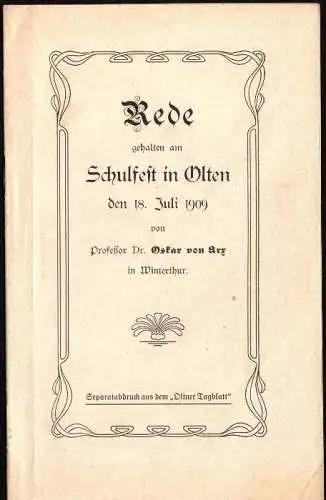 Rede
gehalten am
Schulfest in Olten
den 18. Juli 1909
von
Professor Dr. Oskar von Arx
in Winterthur.
Separatabdruck aus dem „Oltner Tagblatt“